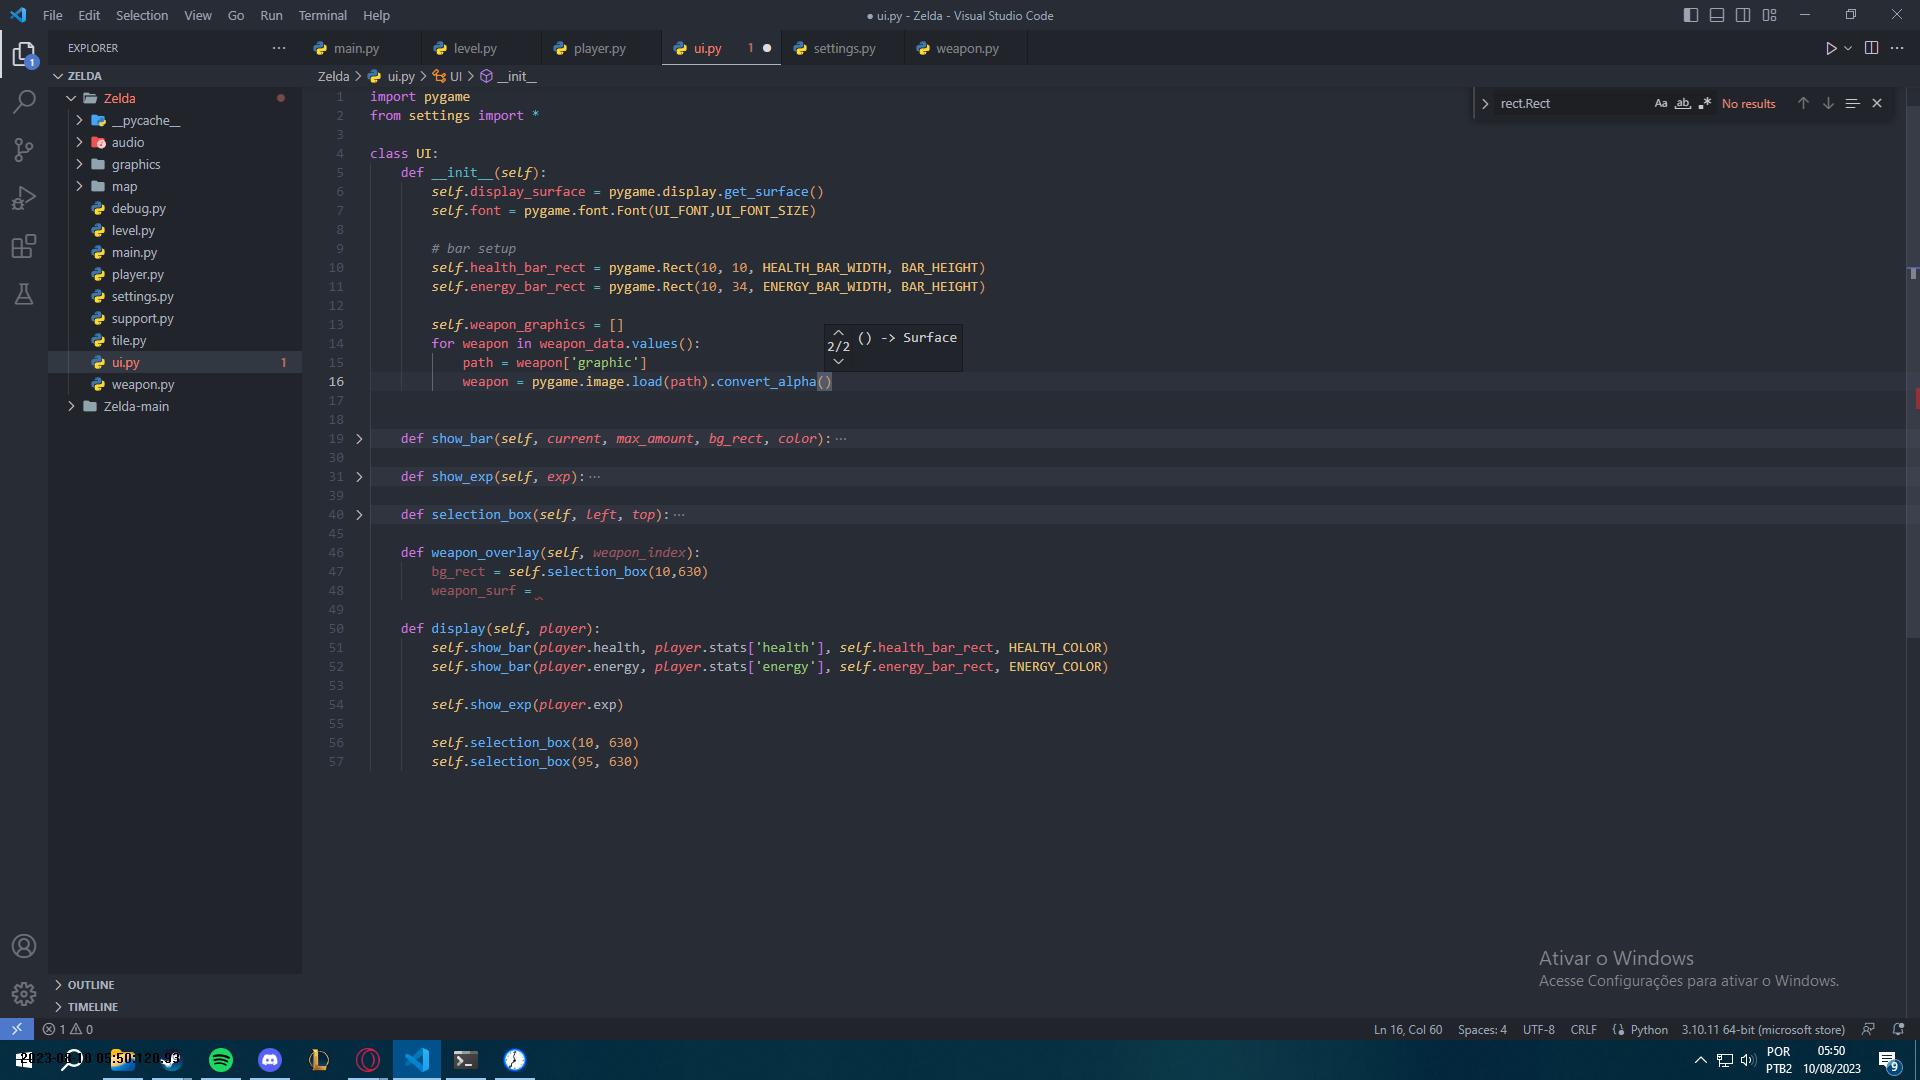 File Edit Selection View Go Run Terminal Help
● ui.py - Zelda - Visual Studio Code
EXPLORER ···
main.py
level.py
player.py
ui.py 1
settings.py
weapon.py
ZELDA
Zelda
__pycache__
audio
graphics
map
debug.py
level.py
main.py
player.py
settings.py
support.py
tile.py
ui.py 1
weapon.py
Zelda-main
OUTLINE
TIMELINE
Zelda > ui.py > UI > __init__
rect.Rect Aa ab .* No results
1 import pygame
2 from settings import *
3
4 class UI:
5 def __init__(self):
6 self.display_surface = pygame.display.get_surface()
7 self.font = pygame.font.Font(UI_FONT,UI_FONT_SIZE)
8
9 # bar setup
10 self.health_bar_rect = pygame.Rect(10, 10, HEALTH_BAR_WIDTH, BAR_HEIGHT)
11 self.energy_bar_rect = pygame.Rect(10, 34, ENERGY_BAR_WIDTH, BAR_HEIGHT)
12
13 self.weapon_graphics = []
14 for weapon in weapon_data.values():
15 path = weapon['graphic']
16 weapon = pygame.image.load(path).convert_alpha()
2/2 () -> Surface
17
18
19 def show_bar(self, current, max_amount, bg_rect, color):···
30
31 def show_exp(self, exp):···
39
40 def selection_box(self, left, top):···
45
46 def weapon_overlay(self, weapon_index):
47 bg_rect = self.selection_box(10,630)
48 weapon_surf =
49
50 def display(self, player):
51 self.show_bar(player.health, player.stats['health'], self.health_bar_rect, HEALTH_COLOR)
52 self.show_bar(player.energy, player.stats['energy'], self.energy_bar_rect, ENERGY_COLOR)
53
54 self.show_exp(player.exp)
55
56 self.selection_box(10, 630)
57 self.selection_box(95, 630)
Ativar o Windows
Acesse Configurações para ativar o Windows.
1 0
Ln 16, Col 60 Spaces: 4 UTF-8 CRLF Python 3.10.11 64-bit (microsoft store)
POR
PTB2
05:50
10/08/2023
9